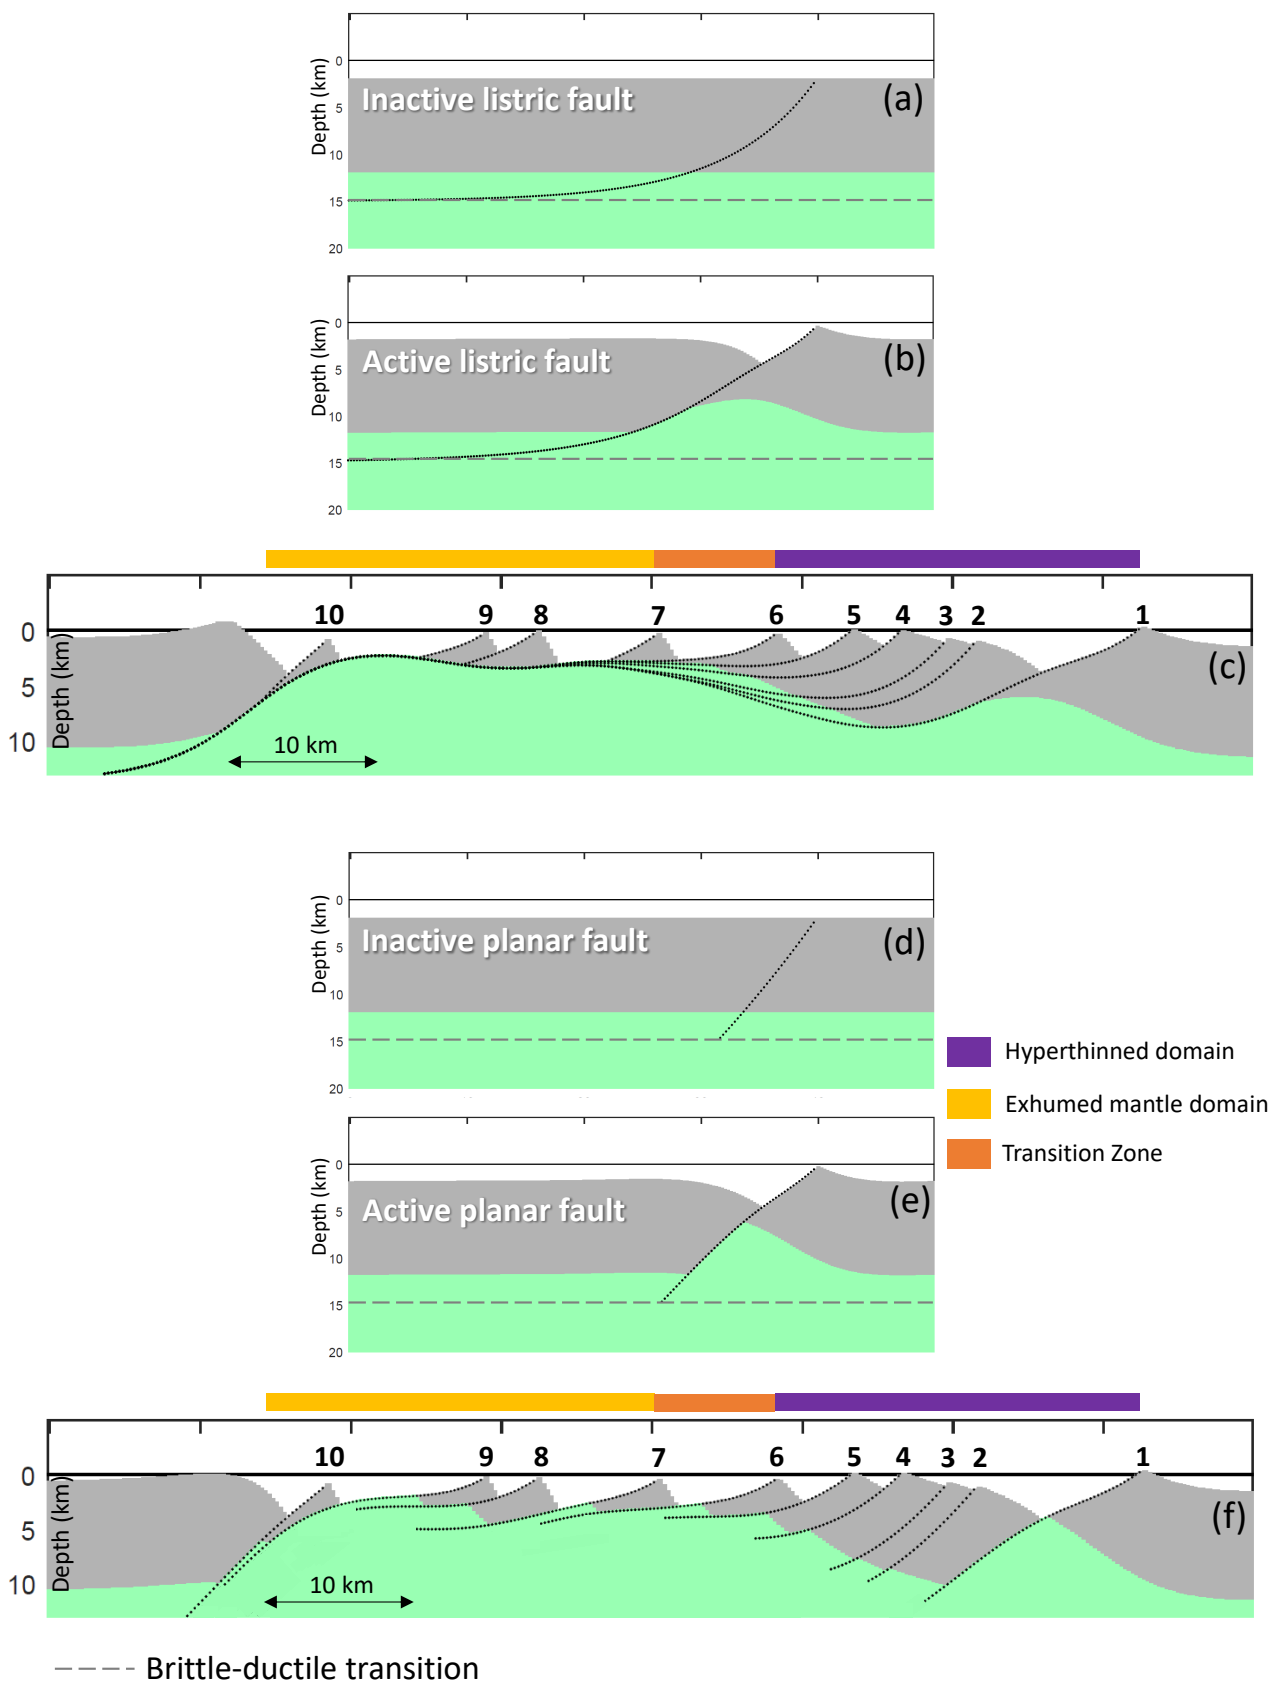 0
Inactive listric fault
(a)
5
10
15
20
Depth (km)
0
Active listric fault
(b)
5
10
15
20
Depth (km)
10 9 8 7 6 5 4 3 2 1
0
5
10
Depth (km)
(c)
10 km
0
Inactive planar fault
(d)
5
10
15
20
Depth (km)
Hyperthinned domain
Exhumed mantle domain
Transition Zone
0
Active planar fault
(e)
5
10
15
20
Depth (km)
10 9 8 7 6 5 4 3 2 1
0
5
10
Depth (km)
(f)
10 km
Brittle-ductile transition